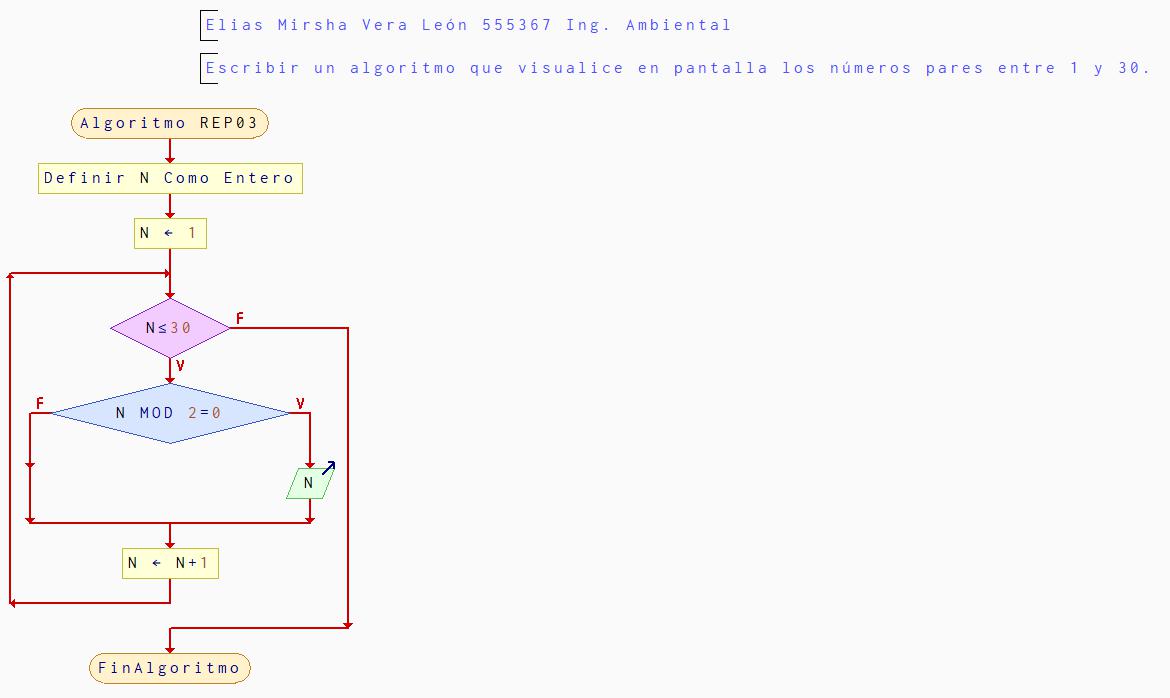 Elias Mirsha Vera León 555367 Ing. Ambiental
Escribir un algoritmo que visualice en pantalla los números pares entre 1 y 30.
Algoritmo REP03
Definir N Como Entero
N ← 1
N≤30
F
V
N MOD 2=0
F
V
N
N ← N+1
FinAlgoritmo